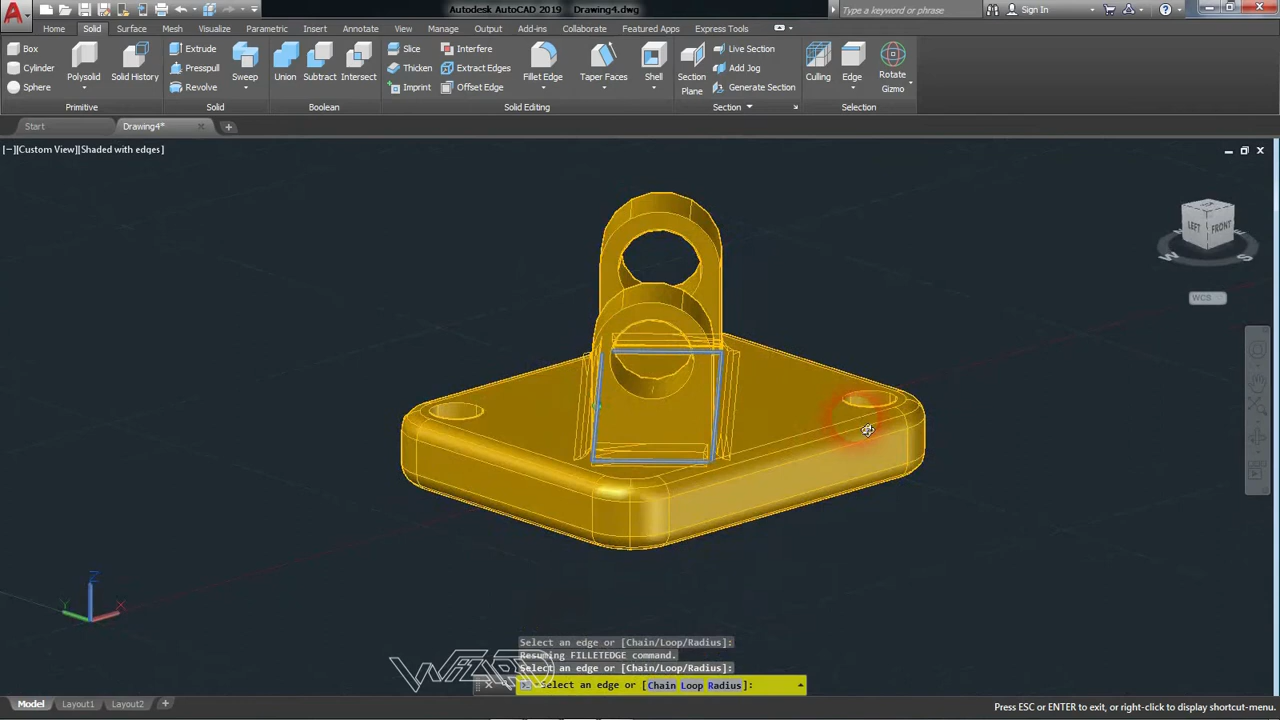 Autodesk AutoCAD 2019 Drawing4.dwg
Type a keyword or phrase
Sign In
Home Solid Surface Mesh Visualize Parametric Insert Annotate View Manage Output Add-ins Collaborate Featured Apps Express Tools
Box
Cylinder
Sphere
Polysolid
Solid History
Extrude
Presspull
Revolve
Sweep
Union
Subtract
Intersect
Slice
Thicken
Imprint
Interfere
Extract Edges
Offset Edge
Fillet Edge
Taper Faces
Shell
Section
Plane
Live Section
Add Jog
Generate Section
Culling
Edge
Rotate
Gizmo
Primitive Solid Boolean Solid Editing Section Selection
Start Drawing4*
[−][Custom View][Shaded with edges]
LEFT FRONT
W S
WCS
Z
Y X
Select an edge or [Chain/Loop/Radius]:
Resuming FILLETEDGE command.
Select an edge or [Chain/Loop/Radius]:
Select an edge or [Chain Loop Radius]:
WIZARD
Model Layout1 Layout2
Press ESC or ENTER to exit, or right-click to display shortcut-menu.